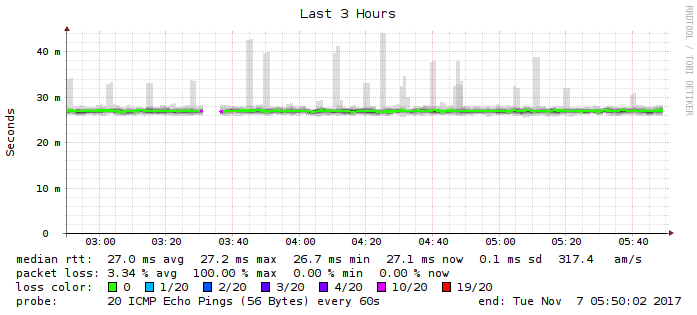 Last 3 Hours
RRDTOOL / TOBI OETIKER
Seconds
40 m
30 m
20 m
10 m
0
03:00 03:20 03:40 04:00 04:20 04:40 05:00 05:20 05:40
median rtt: 27.0 ms avg 27.2 ms max 26.7 ms min 27.1 ms now 0.1 ms sd 317.4 am/s
packet loss: 3.34 % avg 100.00 % max 0.00 % min 0.00 % now
loss color: 0 1/20 2/20 3/20 4/20 10/20 19/20
probe: 20 ICMP Echo Pings (56 Bytes) every 60s end: Tue Nov 7 05:50:02 2017